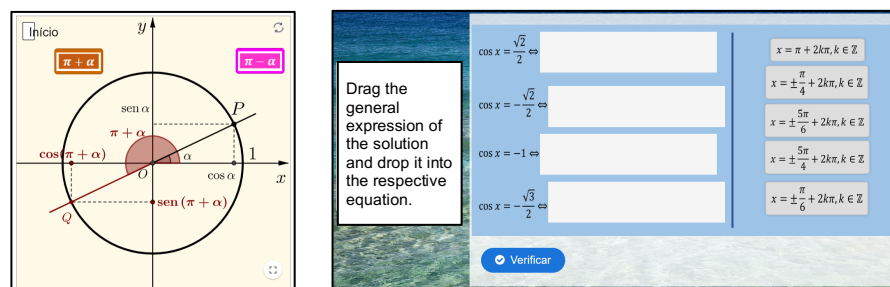 Início
y
π + α
π − α
sen α
P
π + α
cos(π + α)
α
1
O
cos α
x
sen (π + α)
Q
Drag the
general
expression of
the solution
and drop it into
the respective
equation.
cos x = √2/2 ⇔
cos x = −√2/2 ⇔
cos x = −1 ⇔
cos x = −√3/2 ⇔
x = π + 2kπ, k ∈ ℤ
x = ±π/4 + 2kπ, k ∈ ℤ
x = ±5π/6 + 2kπ, k ∈ ℤ
x = ±5π/4 + 2kπ, k ∈ ℤ
x = ±π/6 + 2kπ, k ∈ ℤ
Verificar